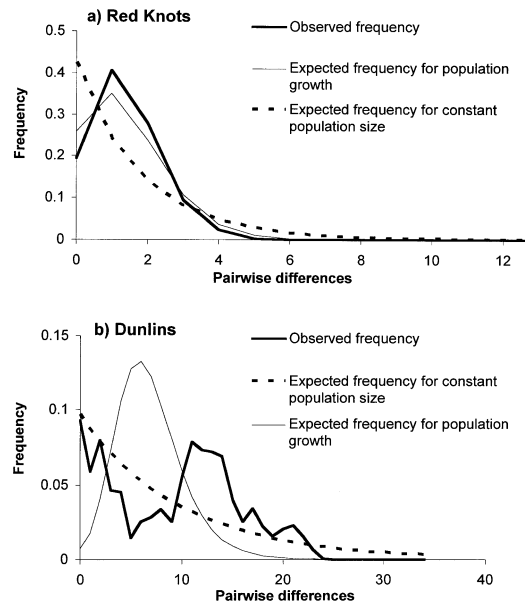 a) Red Knots
0.5
0.4
0.3
0.2
0.1
0
Frequency
0
2
4
6
8
10
12
Pairwise differences
Observed frequency
Expected frequency for population
growth
Expected frequency for constant
population size
b) Dunlins
0.15
0.1
0.05
0
Frequency
0
10
20
30
40
Pairwise differences
Observed frequency
Expected frequency for constant
population size
Expected frequency for population
growth